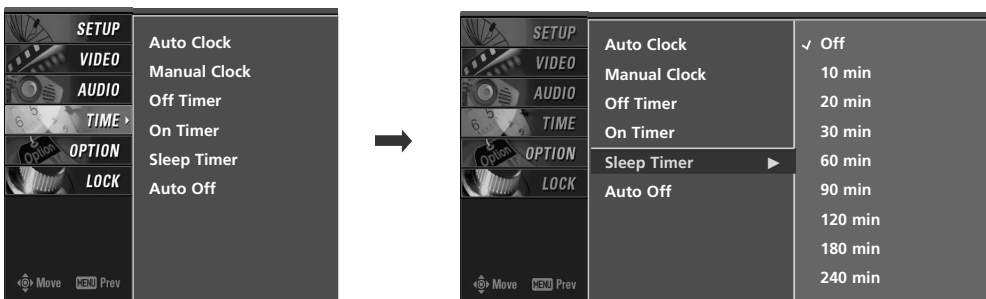 SETUP
VIDEO
AUDIO
TIME
OPTION
LOCK
Move MENU Prev
Auto Clock
Manual Clock
Off Timer
On Timer
Sleep Timer
Auto Off
SETUP
VIDEO
AUDIO
TIME
OPTION
LOCK
Move MENU Prev
Auto Clock
Manual Clock
Off Timer
On Timer
Sleep Timer ►
Auto Off
✓ Off
10 min
20 min
30 min
60 min
90 min
120 min
180 min
240 min